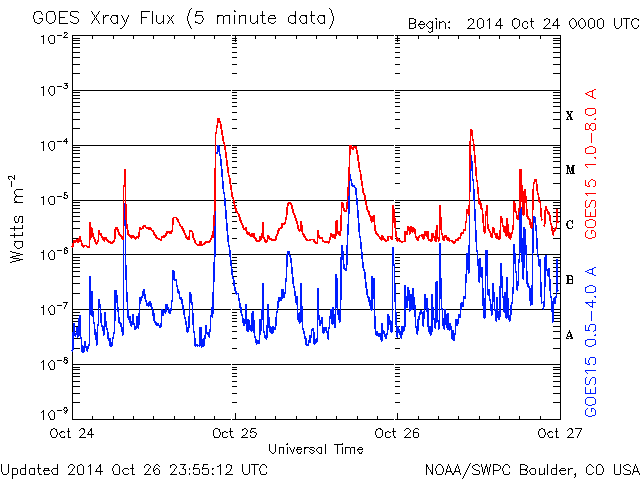 GOES Xray Flux (5 minute data)
Begin: 2014 Oct 24 0000 UTC
10⁻²
10⁻³
10⁻⁴
10⁻⁵
10⁻⁶
10⁻⁷
10⁻⁸
10⁻⁹
Watts m⁻²
X
M
C
B
A
GOES15 1.0-8.0 A
GOES15 0.5-4.0 A
Oct 24
Oct 25
Oct 26
Oct 27
Universal Time
Updated 2014 Oct 26 23:55:12 UTC
NOAA/SWPC Boulder, CO USA